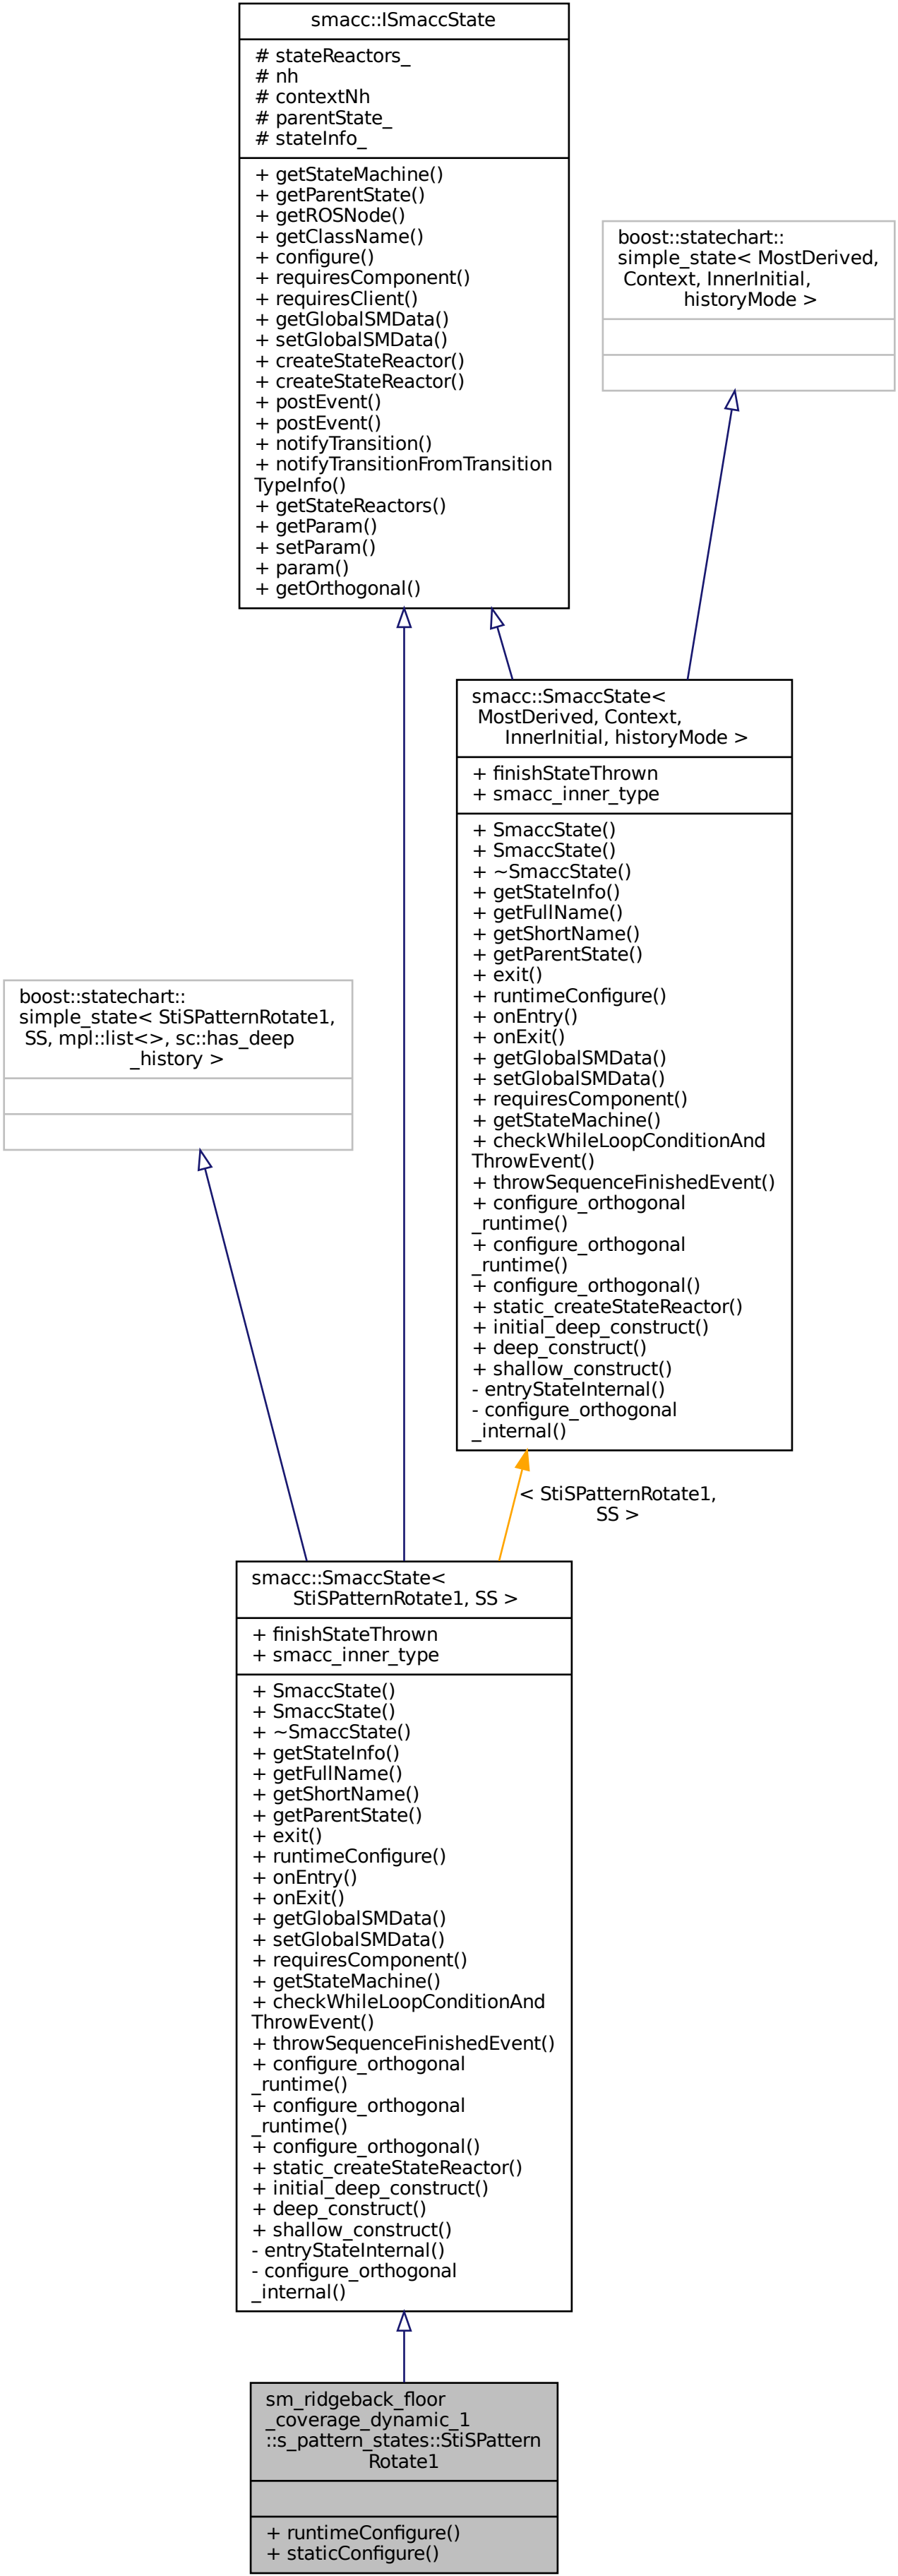 smacc::ISmaccState
# stateReactors_
# nh
# contextNh
# parentState_
# stateInfo_
+ getStateMachine()
+ getParentState()
+ getROSNode()
+ getClassName()
+ configure()
+ requiresComponent()
+ requiresClient()
+ getGlobalSMData()
+ setGlobalSMData()
+ createStateReactor()
+ createStateReactor()
+ postEvent()
+ postEvent()
+ notifyTransition()
+ notifyTransitionFromTransition
TypeInfo()
+ getStateReactors()
+ getParam()
+ setParam()
+ param()
+ getOrthogonal()
boost::statechart::
simple_state< MostDerived,
Context, InnerInitial,
historyMode >
smacc::SmaccState<
MostDerived, Context,
InnerInitial, historyMode >
+ finishStateThrown
+ smacc_inner_type
+ SmaccState()
+ SmaccState()
+ ~SmaccState()
+ getStateInfo()
+ getFullName()
+ getShortName()
+ getParentState()
+ exit()
+ runtimeConfigure()
+ onEntry()
+ onExit()
+ getGlobalSMData()
+ setGlobalSMData()
+ requiresComponent()
+ getStateMachine()
+ checkWhileLoopConditionAnd
ThrowEvent()
+ throwSequenceFinishedEvent()
+ configure_orthogonal
_runtime()
+ configure_orthogonal
_runtime()
+ configure_orthogonal()
+ static_createStateReactor()
+ initial_deep_construct()
+ deep_construct()
+ shallow_construct()
- entryStateInternal()
- configure_orthogonal
_internal()
boost::statechart::
simple_state< StiSPatternRotate1,
SS, mpl::list<>, sc::has_deep
_history >
< StiSPatternRotate1,
SS >
smacc::SmaccState<
StiSPatternRotate1, SS >
+ finishStateThrown
+ smacc_inner_type
+ SmaccState()
+ SmaccState()
+ ~SmaccState()
+ getStateInfo()
+ getFullName()
+ getShortName()
+ getParentState()
+ exit()
+ runtimeConfigure()
+ onEntry()
+ onExit()
+ getGlobalSMData()
+ setGlobalSMData()
+ requiresComponent()
+ getStateMachine()
+ checkWhileLoopConditionAnd
ThrowEvent()
+ throwSequenceFinishedEvent()
+ configure_orthogonal
_runtime()
+ configure_orthogonal
_runtime()
+ configure_orthogonal()
+ static_createStateReactor()
+ initial_deep_construct()
+ deep_construct()
+ shallow_construct()
- entryStateInternal()
- configure_orthogonal
_internal()
sm_ridgeback_floor
_coverage_dynamic_1
::s_pattern_states::StiSPattern
Rotate1
+ runtimeConfigure()
+ staticConfigure()